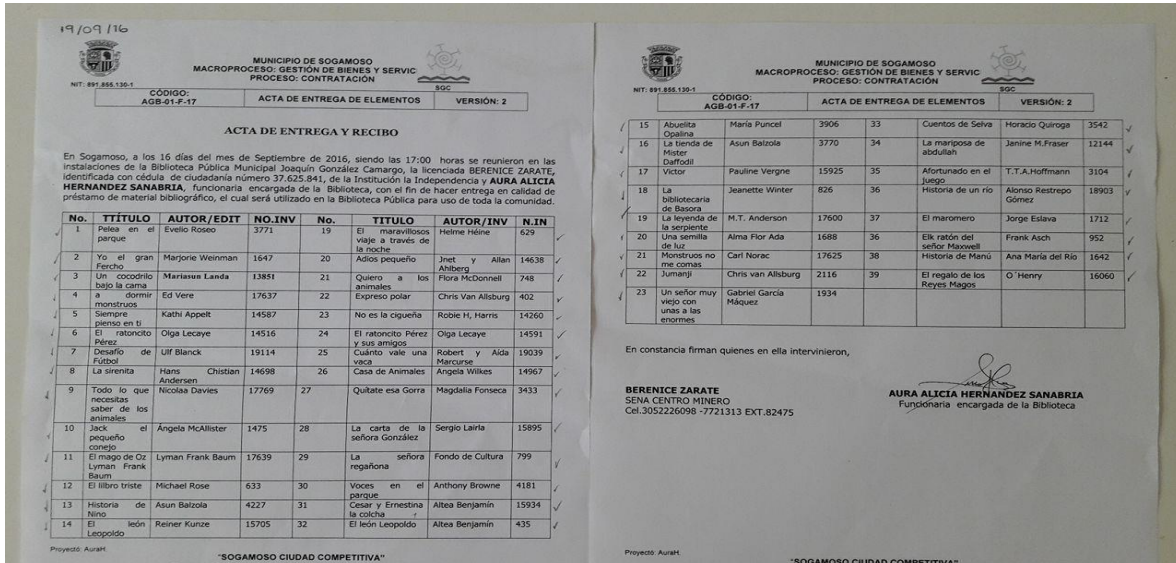 19/09/16
MUNICIPIO DE SOGAMOSO
MACROPROCESO: GESTIÓN DE BIENES Y SERVIC
PROCESO: CONTRATACIÓN
NIT: 891.855.130-1
SGC
CÓDIGO: AGB-01-F-17 ACTA DE ENTREGA DE ELEMENTOS VERSIÓN: 2
ACTA DE ENTREGA Y RECIBO
En Sogamoso, a los 16 días del mes de Septiembre de 2016, siendo las 17:00 horas se reunieron en las
instalaciones de la Biblioteca Pública Municipal Joaquín González Camargo, la licenciada BERENICE ZARATE,
identificada con cédula de ciudadanía número 37.625.841, de la Institución la Independencia y AURA ALICIA
HERNANDEZ SANABRIA, funcionaria encargada de la Biblioteca, con el fin de hacer entrega en calidad de
préstamo de material bibliográfico, el cual será utilizado en la Biblioteca Pública para uso de toda la comunidad.
No. TTÍTULO AUTOR/EDIT NO.INV No. TITULO AUTOR/INV N.IN
1 Pelea en el parque Evelio Roseo 3771 19 El maravillosos viaje a través de la noche Helme Héine 629
2 Yo el gran Fercho Marjorie Weinman 1647 20 Adios pequeño Jnet y Allan Ahlberg 14638
3 Un cocodrilo bajo la cama Mariasun Landa 13851 21 Quiero a los animales Flora McDonnell 748
4 a dormir monstruos Ed Vere 17637 22 Expreso polar Chris Van Allsburg 402
5 Siempre pienso en ti Kathi Appelt 14587 23 No es la cigueña Robie H, Harris 14260
6 El ratoncito Pérez Olga Lecaye 14516 24 El ratoncito Pérez y sus amigos Olga Lecaye 14591
7 Desafío de Fútbol Ulf Blanck 19114 25 Cuánto vale una vaca Robert y Aída Marcurse 19039
8 La sirenita Hans Chistian Andersen 14698 26 Casa de Animales Angela Wilkes 14967
9 Todo lo que necesitas saber de los animales Nicolaa Davies 17769 27 Quítate esa Gorra Magdalia Fonseca 3433
10 Jack el pequeño conejo Ángela McAllister 1475 28 La carta de la señora González Sergio Lairla 15895
11 El mago de Oz Lyman Frank Baum Lyman Frank Baum 17639 29 La señora regañona Fondo de Cultura 799
12 El lilbro triste Michael Rose 633 30 Voces en el parque Anthony Browne 4181
13 Historia de Nino Asun Balzola 4227 31 Cesar y Ernestina la colcha Altea Benjamín 15934
14 El león Leopoldo Reiner Kunze 15705 32 El león Leopoldo Altea Benjamín 435
Proyectó: AuraH.
"SOGAMOSO CIUDAD COMPETITIVA"
MUNICIPIO DE SOGAMOSO
MACROPROCESO: GESTIÓN DE BIENES Y SERVIC
PROCESO: CONTRATACIÓN
NIT: 891.855.130-1
SGC
CÓDIGO: AGB-01-F-17 ACTA DE ENTREGA DE ELEMENTOS VERSIÓN: 2
15 Abuelita Opalina María Puncel 3906 33 Cuentos de Selva Horacio Quiroga 3542
16 La tienda de Mister Daffodil Asun Balzola 3770 34 La mariposa de abdullah Janine M.Fraser 12144
17 Victor Pauline Vergne 15925 35 Afortunado en el juego T.T.A.Hoffmann 3104
18 La bibliotecaria de Basora Jeanette Winter 826 36 Historia de un río Alonso Restrepo Gómez 18903
19 La leyenda de la serpiente M.T. Anderson 17600 37 El maromero Jorge Eslava 1712
20 Una semilla de luz Alma Flor Ada 1688 36 Elk ratón del señor Maxwell Frank Asch 952
21 Monstruos no me comas Carl Norac 17625 38 Historia de Manú Ana María del Río 1642
22 Jumanji Chris van Allsburg 2116 39 El regalo de los Reyes Magos O´Henry 16060
23 Un señor muy viejo con unas a las enormes Gabriel García Máquez 1934
En constancia firman quienes en ella intervinieron,
BERENICE ZARATE
SENA CENTRO MINERO
Cel.3052226098 -7721313 EXT.82475
AURA ALICIA HERNANDEZ SANABRIA
Funcionaria encargada de la Biblioteca
Proyectó: AuraH.
"SOGAMOSO CIUDAD COMPETITIVA"